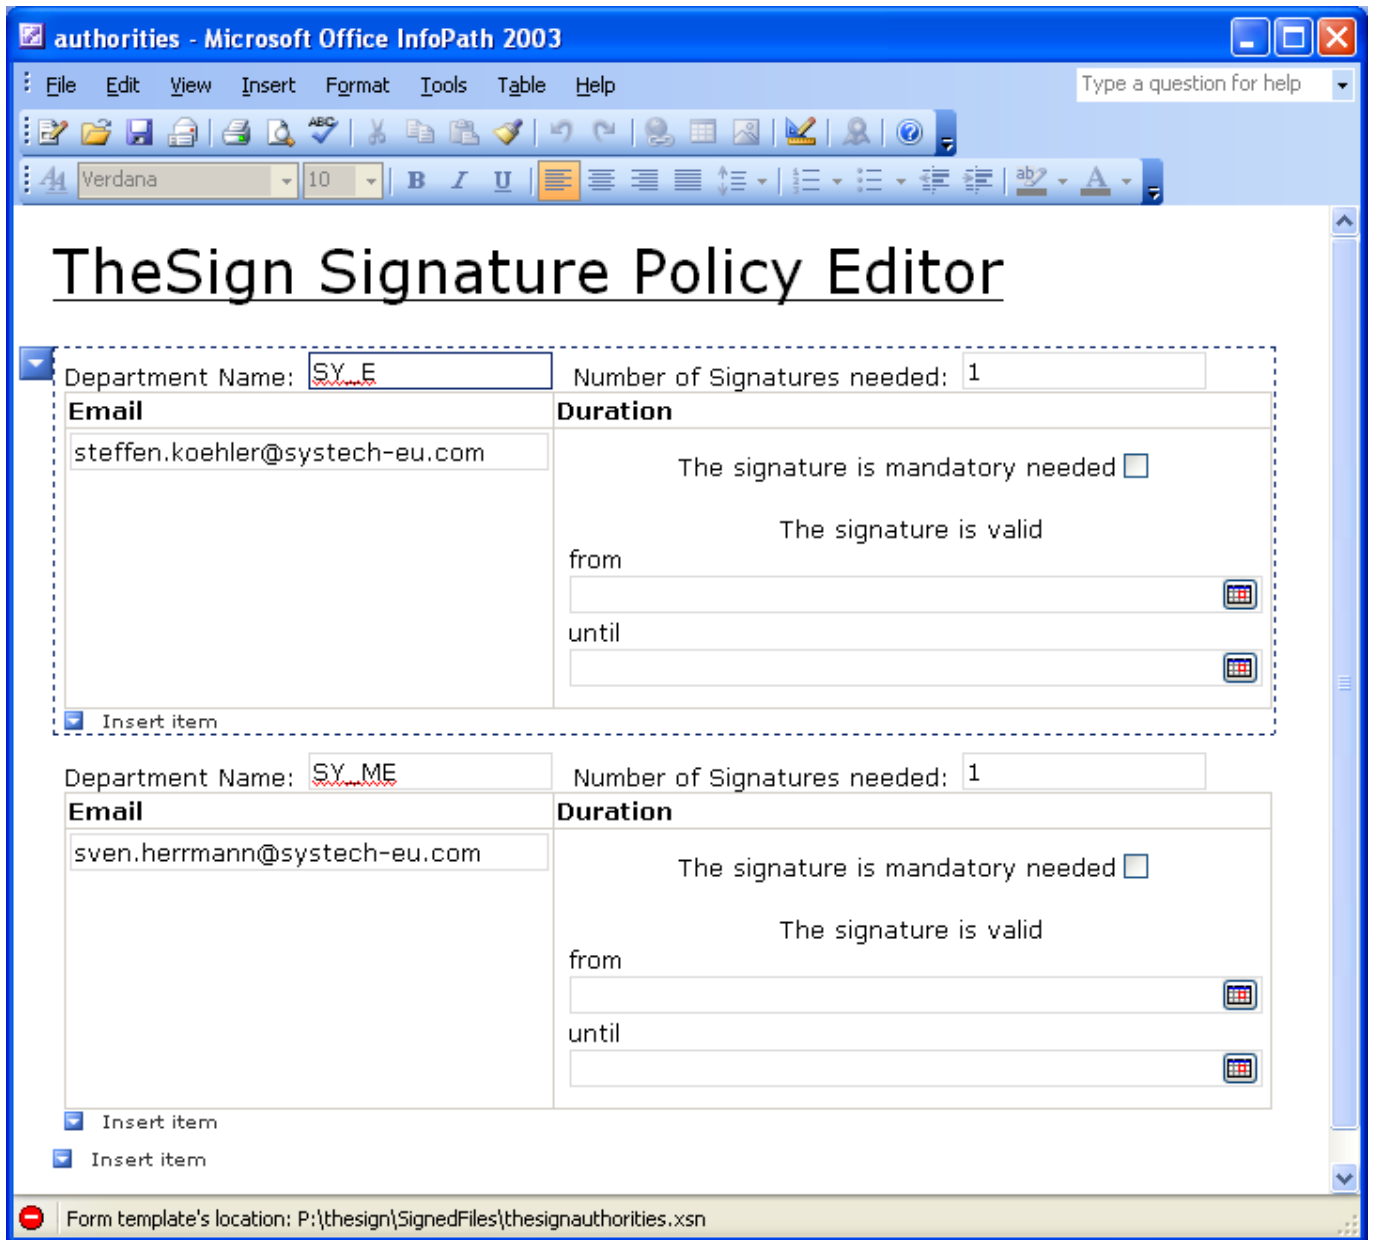 authorities - Microsoft Office InfoPath 2003
File Edit View Insert Format Tools Table Help Type a question for help
ABC
Verdana 10 B I U ab A
TheSign Signature Policy Editor
Department Name: SY_E Number of Signatures needed: 1
Email Duration
steffen.koehler@systech-eu.com
The signature is mandatory needed
The signature is valid
from
until
Insert item
Department Name: SY_ME Number of Signatures needed: 1
Email Duration
sven.herrmann@systech-eu.com
The signature is mandatory needed
The signature is valid
from
until
Insert item
Insert item
Form template's location: P:\thesign\SignedFiles\thesignauthorities.xsn